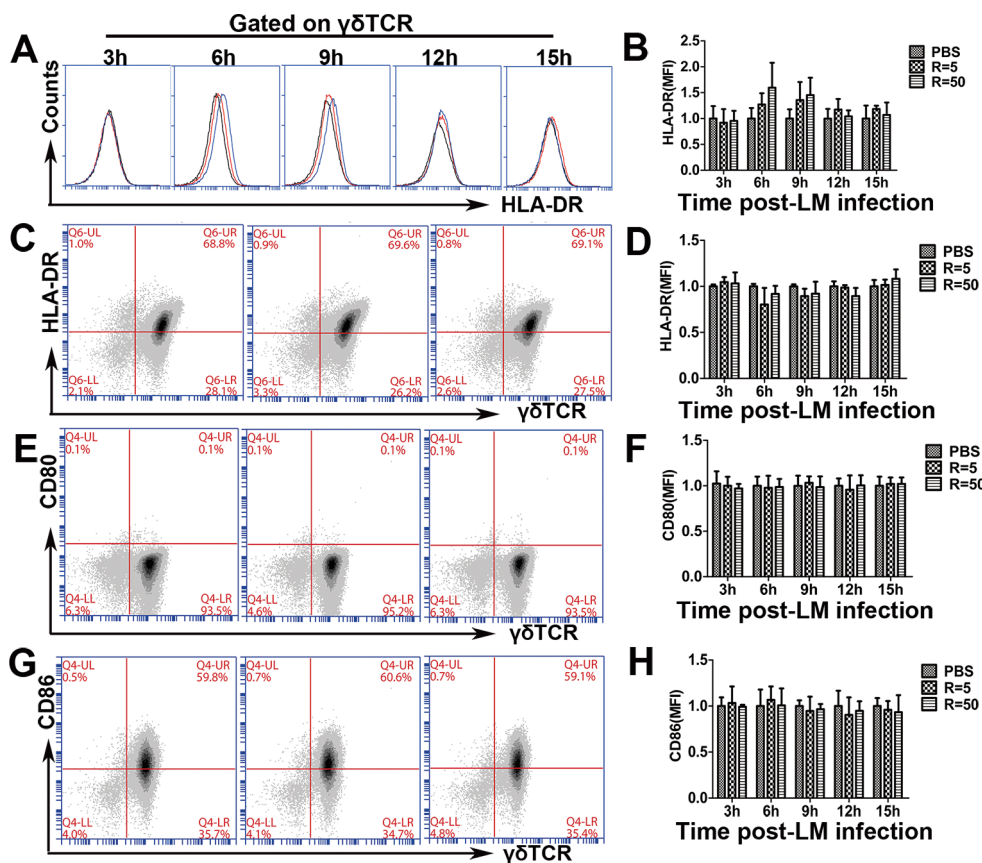 Gated on γδTCR
A
3h 6h 9h 12h 15h
Counts
HLA-DR
B
2.5
2.0
1.5
1.0
0.5
0.0
HLA-DR(MFI)
PBS
R=5
R=50
3h 6h 9h 12h 15h
Time post-LM infection
C
HLA-DR
Q6-UL Q6-UR Q6-UL Q6-UR Q6-UL Q6-UR
1.0% 68.8% 0.9% 69.6% 0.8% 69.1%
Q6-LL Q6-LR Q6-LL Q6-LR Q6-LL Q6-LR
2.1% 28.1% 3.3% 26.2% 2.6% 27.5%
γδTCR
D
1.5
1.0
0.5
0.0
HLA-DR(MFI)
PBS
R=5
R=50
3h 6h 9h 12h 15h
Time post-LM infection
E
CD80
Q4-UL Q4-UR Q4-UL Q4-UR Q4-UL Q4-UR
0.1% 0.1% 0.1% 0.1% 0.1% 0.1%
Q4-LL Q4-LR Q4-LL Q4-LR Q4-LL Q4-LR
6.3% 93.5% 4.6% 95.2% 6.3% 93.5%
γδTCR
F
1.5
1.0
0.5
0.0
CD80(MFI)
PBS
R=5
R=50
3h 6h 9h 12h 15h
Time post-LM infection
G
CD86
Q4-UL Q4-UR Q4-UL Q4-UR Q4-UL Q4-UR
0.5% 59.8% 0.7% 60.6% 0.7% 59.1%
Q4-LL Q4-LR Q4-LL Q4-LR Q4-LL Q4-LR
4.0% 35.7% 4.1% 34.7% 4.8% 35.4%
γδTCR
H
1.5
1.0
0.5
0.0
CD86(MFI)
PBS
R=5
R=50
3h 6h 9h 12h 15h
Time post-LM infection